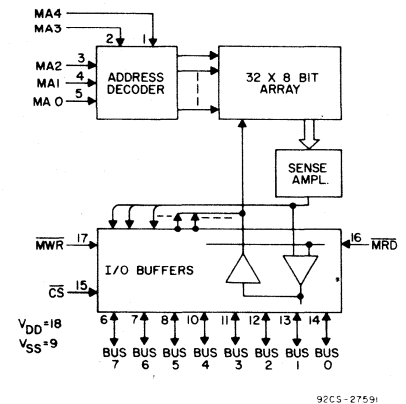 MA4
MA3
2 1
MA2 3
MA1 4
MA 0 5
ADDRESS
DECODER
32 X 8 BIT
ARRAY
SENSE
AMPL.
MWR 17
16 MRD
I/O BUFFERS
CS 15
VDD=18
VSS=9
6 7 8 10 11 12 13 14
BUS BUS BUS BUS BUS BUS BUS BUS
7 6 5 4 3 2 1 0
92CS-27591